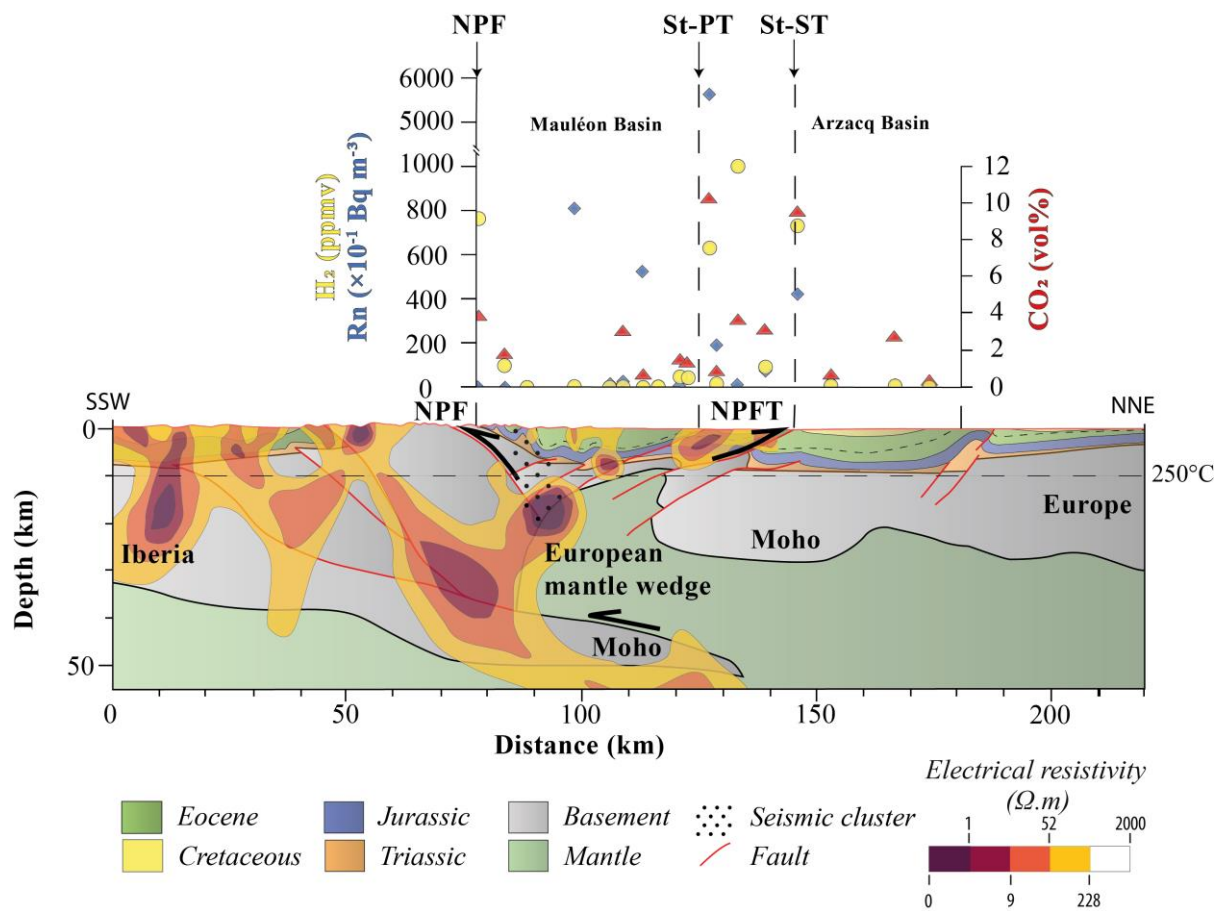 NPF St-PT St-ST
6000
5000
1000
800
600
400
200
0
H₂ (ppmv)
Rn (×10⁻¹ Bq m⁻³)
Mauléon Basin
Arzacq Basin
12
10
8
6
4
2
0
CO₂ (vol%)
SSW
NPF
NPFT
NNE
0
50
Depth (km)
250°C
Iberia
European
mantle wedge
Moho
Moho
Europe
0 50 100 150 200
Distance (km)
Eocene
Jurassic
Basement
Seismic cluster
Cretaceous
Triassic
Mantle
Fault
Electrical resistivity
(Ω.m)
1 52 2000
0 9 228